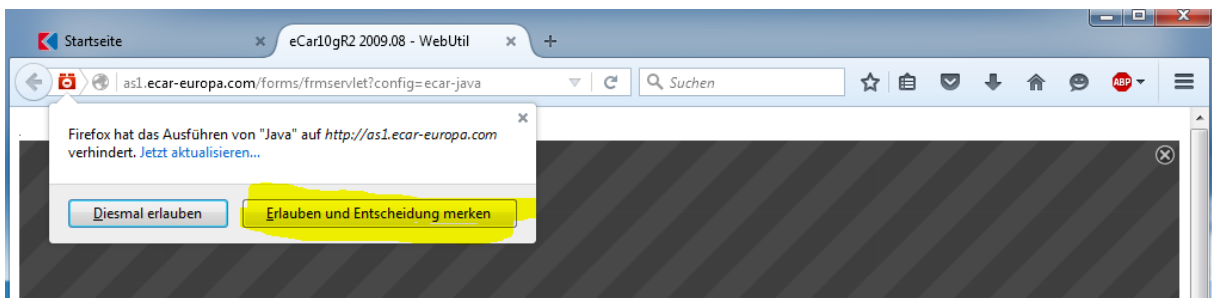 Startseite
eCar10gR2 2009.08 - WebUtil
as1.ecar-europa.com/forms/frmservlet?config=ecar-java
Suchen
ABP
Firefox hat das Ausführen von "Java" auf http://as1.ecar-europa.com
verhindert. Jetzt aktualisieren...
Diesmal erlauben
Erlauben und Entscheidung merken